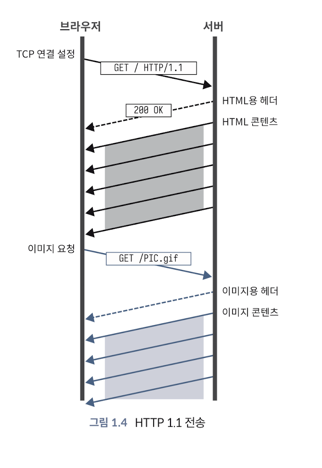 브라우저
서버
TCP 연결 설정
GET / HTTP/1.1
HTML용 헤더
200 OK
HTML 콘텐츠
이미지 요청
GET /PIC.gif
이미지용 헤더
이미지 콘텐츠
그림 1.4 HTTP 1.1 전송